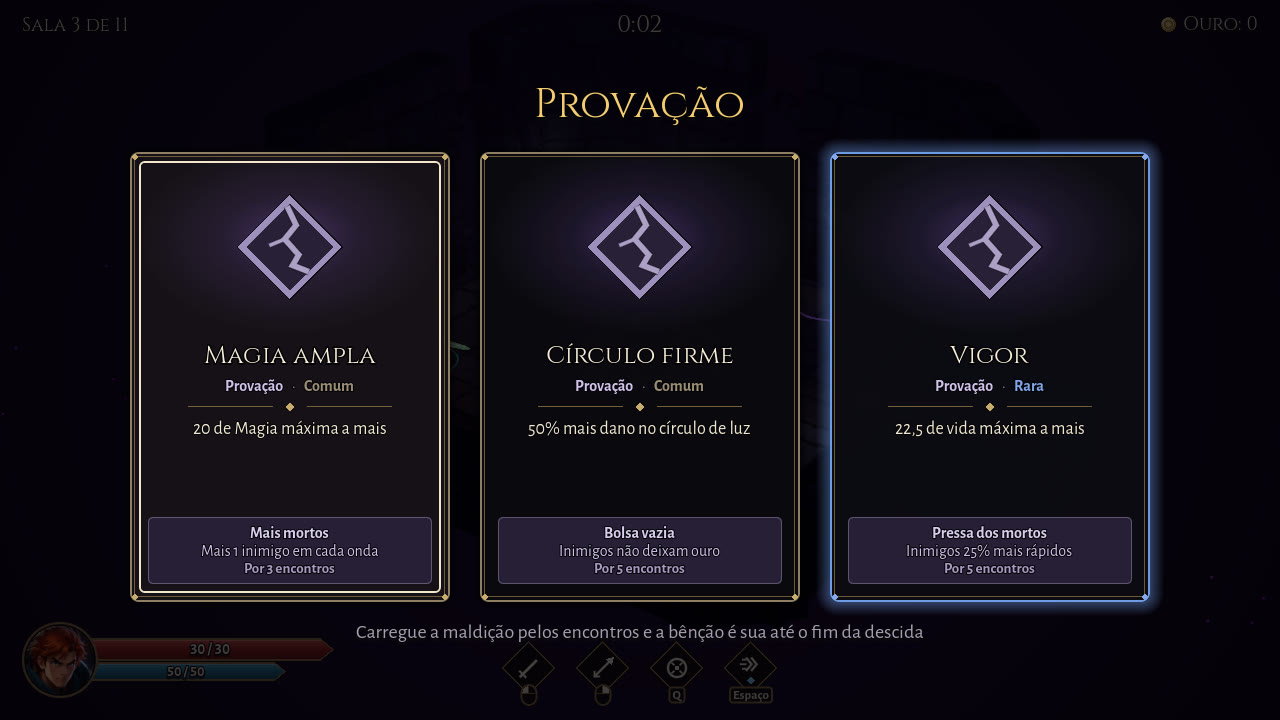 Sala 3 de 11
0:02
Ouro: 0
Provação
Magia ampla
Provação · Comum
20 de Magia máxima a mais
Mais mortos
Mais 1 inimigo em cada onda
Por 3 encontros
Círculo firme
Provação · Comum
50% mais dano no círculo de luz
Bolsa vazia
Inimigos não deixam ouro
Por 5 encontros
Vigor
Provação · Rara
22,5 de vida máxima a mais
Pressa dos mortos
Inimigos 25% mais rápidos
Por 5 encontros
Carregue a maldição pelos encontros e a bênção é sua até o fim da descida
30/30
50/50
Q
Espaço